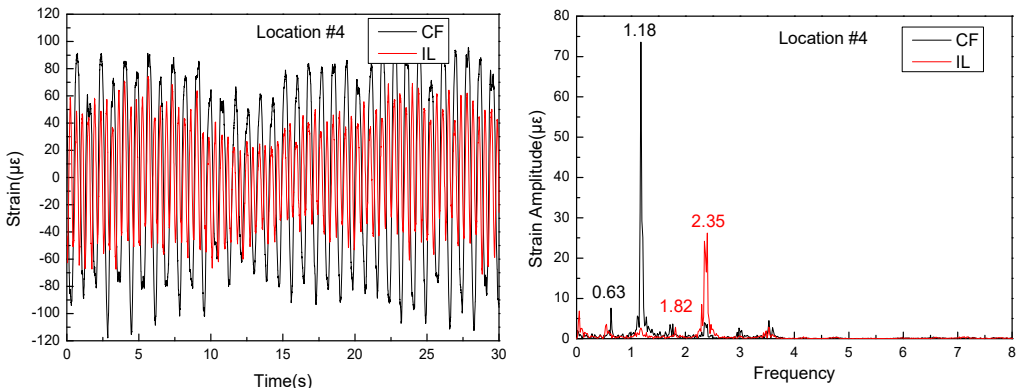 Location #4
CF
IL
120
100
80
60
40
20
0
-20
-40
-60
-80
-100
-120
Strain(με)
0 5 10 15 20 25 30
Time(s)
Location #4
CF
IL
80
70
60
50
40
30
20
10
0
Strain Amplitude(με)
1.18
2.35
0.63
1.82
0 1 2 3 4 5 6 7 8
Frequency